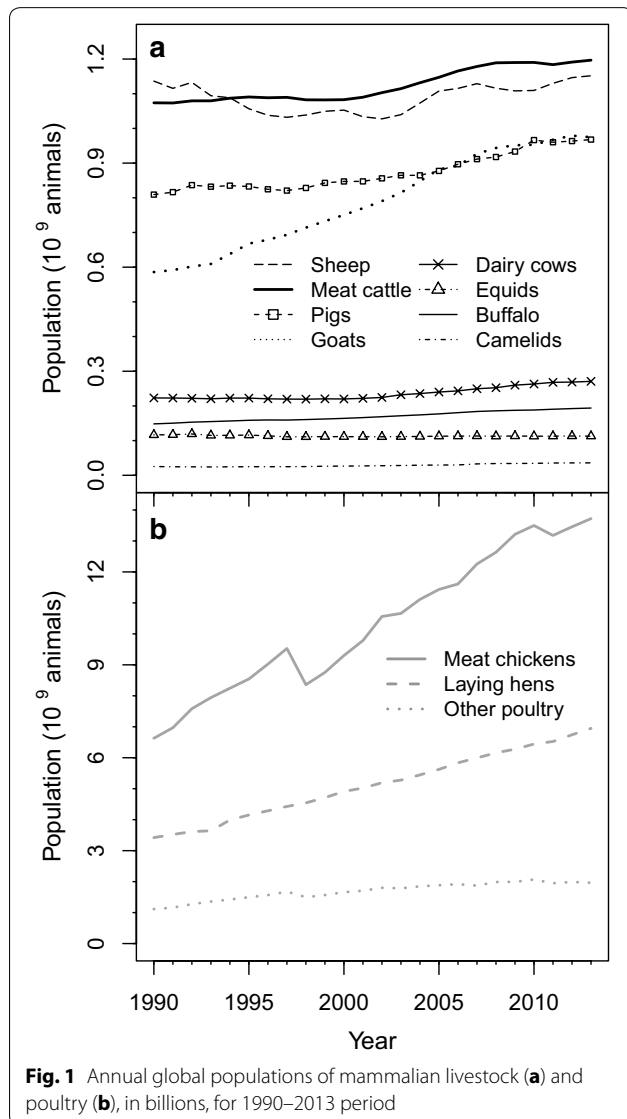 a
1.2
0.9
0.6
0.3
0.0
Population (10 9 animals)
Sheep
Meat cattle
Pigs
Goats
Dairy cows
Equids
Buffalo
Camelids
b
12
9
6
3
0
Population (10 9 animals)
Meat chickens
Laying hens
Other poultry
1990 1995 2000 2005 2010
Year
Fig. 1 Annual global populations of mammalian livestock (a) and
poultry (b), in billions, for 1990–2013 period